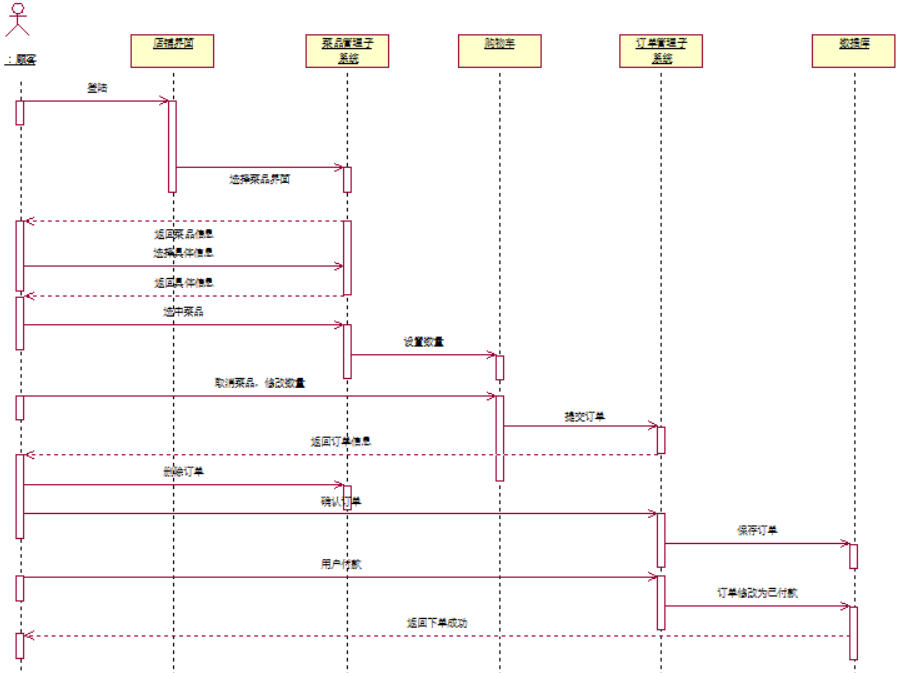 ：顾客
店铺界面
菜品管理子
系统
购物车
订单管理子
系统
数据库
登陆
选择菜品界面
返回菜品信息
选择具体信息
返回具体信息
选中菜品
设置数量
取消菜品，修改数量
提交订单
返回订单信息
删除订单
确认订单
保存订单
用户付款
订单修改为已付款
返回下单成功